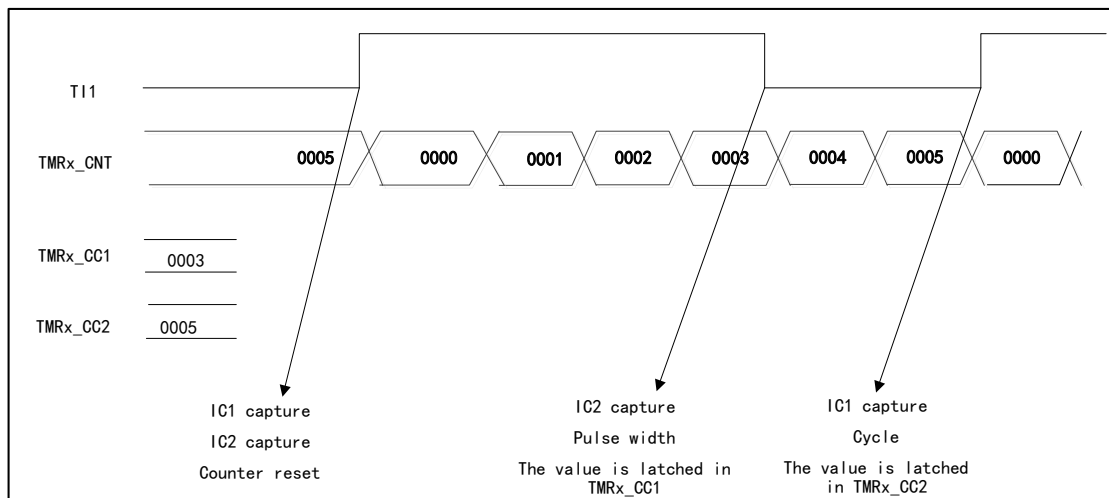 TI1
TMRx_CNT
0005 0000 0001 0002 0003 0004 0005 0000
TMRx_CC1
0003
TMRx_CC2
0005
IC1 capture
IC2 capture
Counter reset
IC2 capture
Pulse width
The value is latched in
TMRx_CC1
IC1 capture
Cycle
The value is latched
in TMRx_CC2